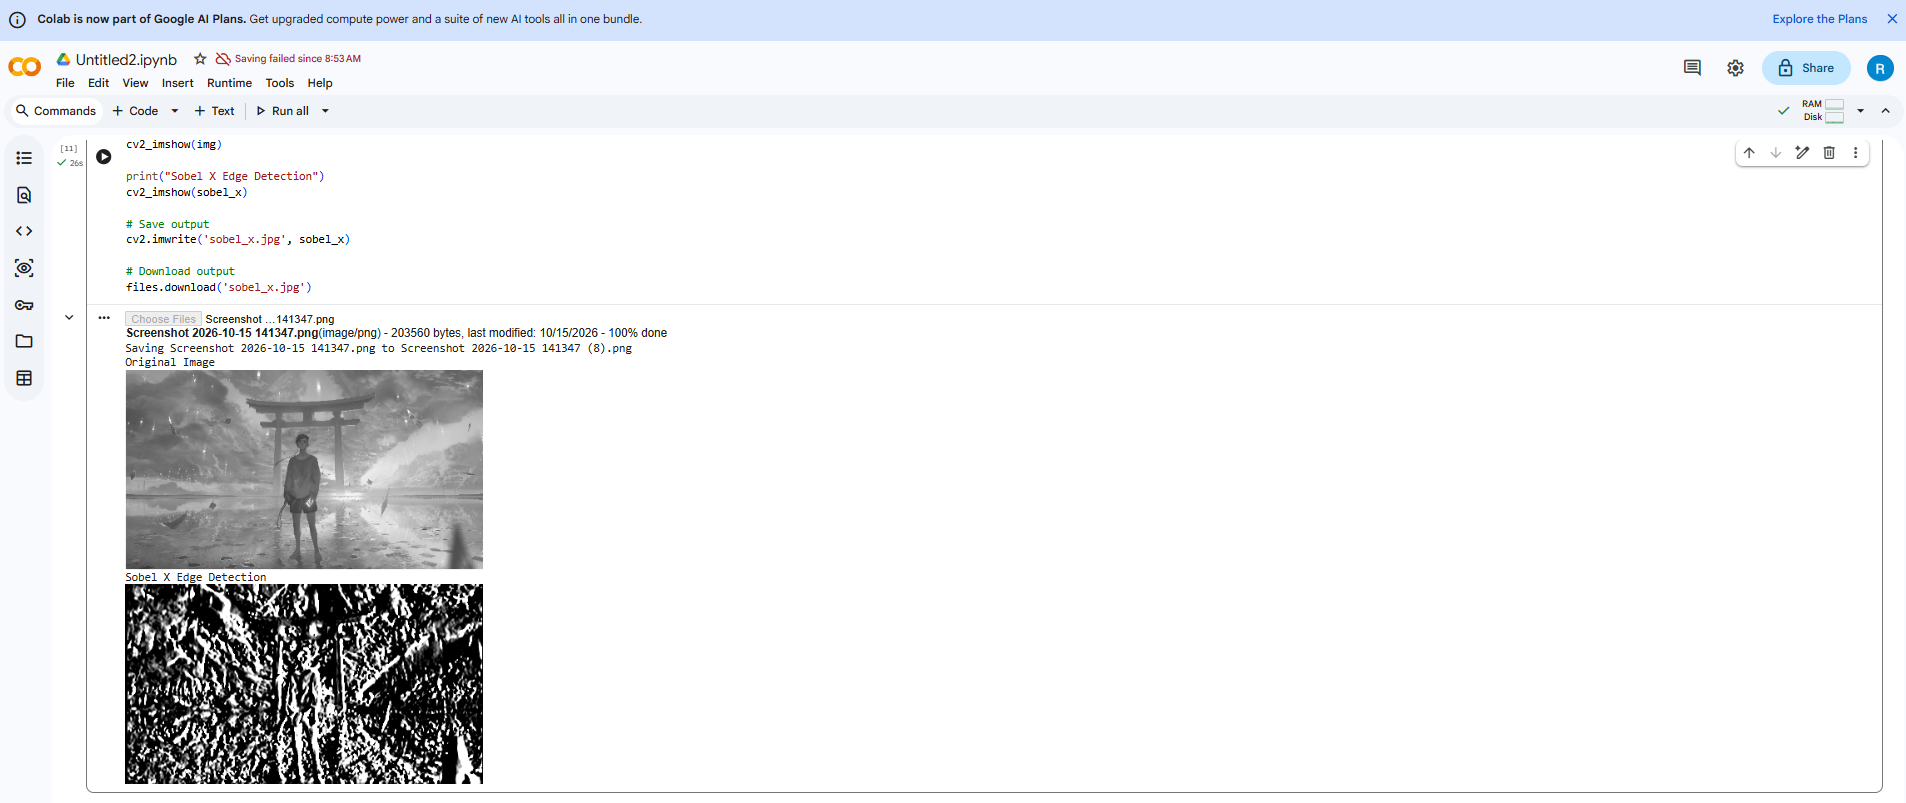 Colab is now part of Google AI Plans. Get upgraded compute power and a suite of new AI tools all in one bundle.
Explore the Plans
Untitled2.ipynb
Saving failed since 8:53 AM
File Edit View Insert Runtime Tools Help
Share
R
Commands + Code + Text Run all
RAM
Disk
[11]
26s
cv2_imshow(img)
print("Sobel X Edge Detection")
cv2_imshow(sobel_x)
# Save output
cv2.imwrite('sobel_x.jpg', sobel_x)
# Download output
files.download('sobel_x.jpg')
Choose Files Screenshot ...141347.png
Screenshot 2026-10-15 141347.png(image/png) - 203560 bytes, last modified: 10/15/2026 - 100% done
Saving Screenshot 2026-10-15 141347.png to Screenshot 2026-10-15 141347 (8).png
Original Image
Sobel X Edge Detection